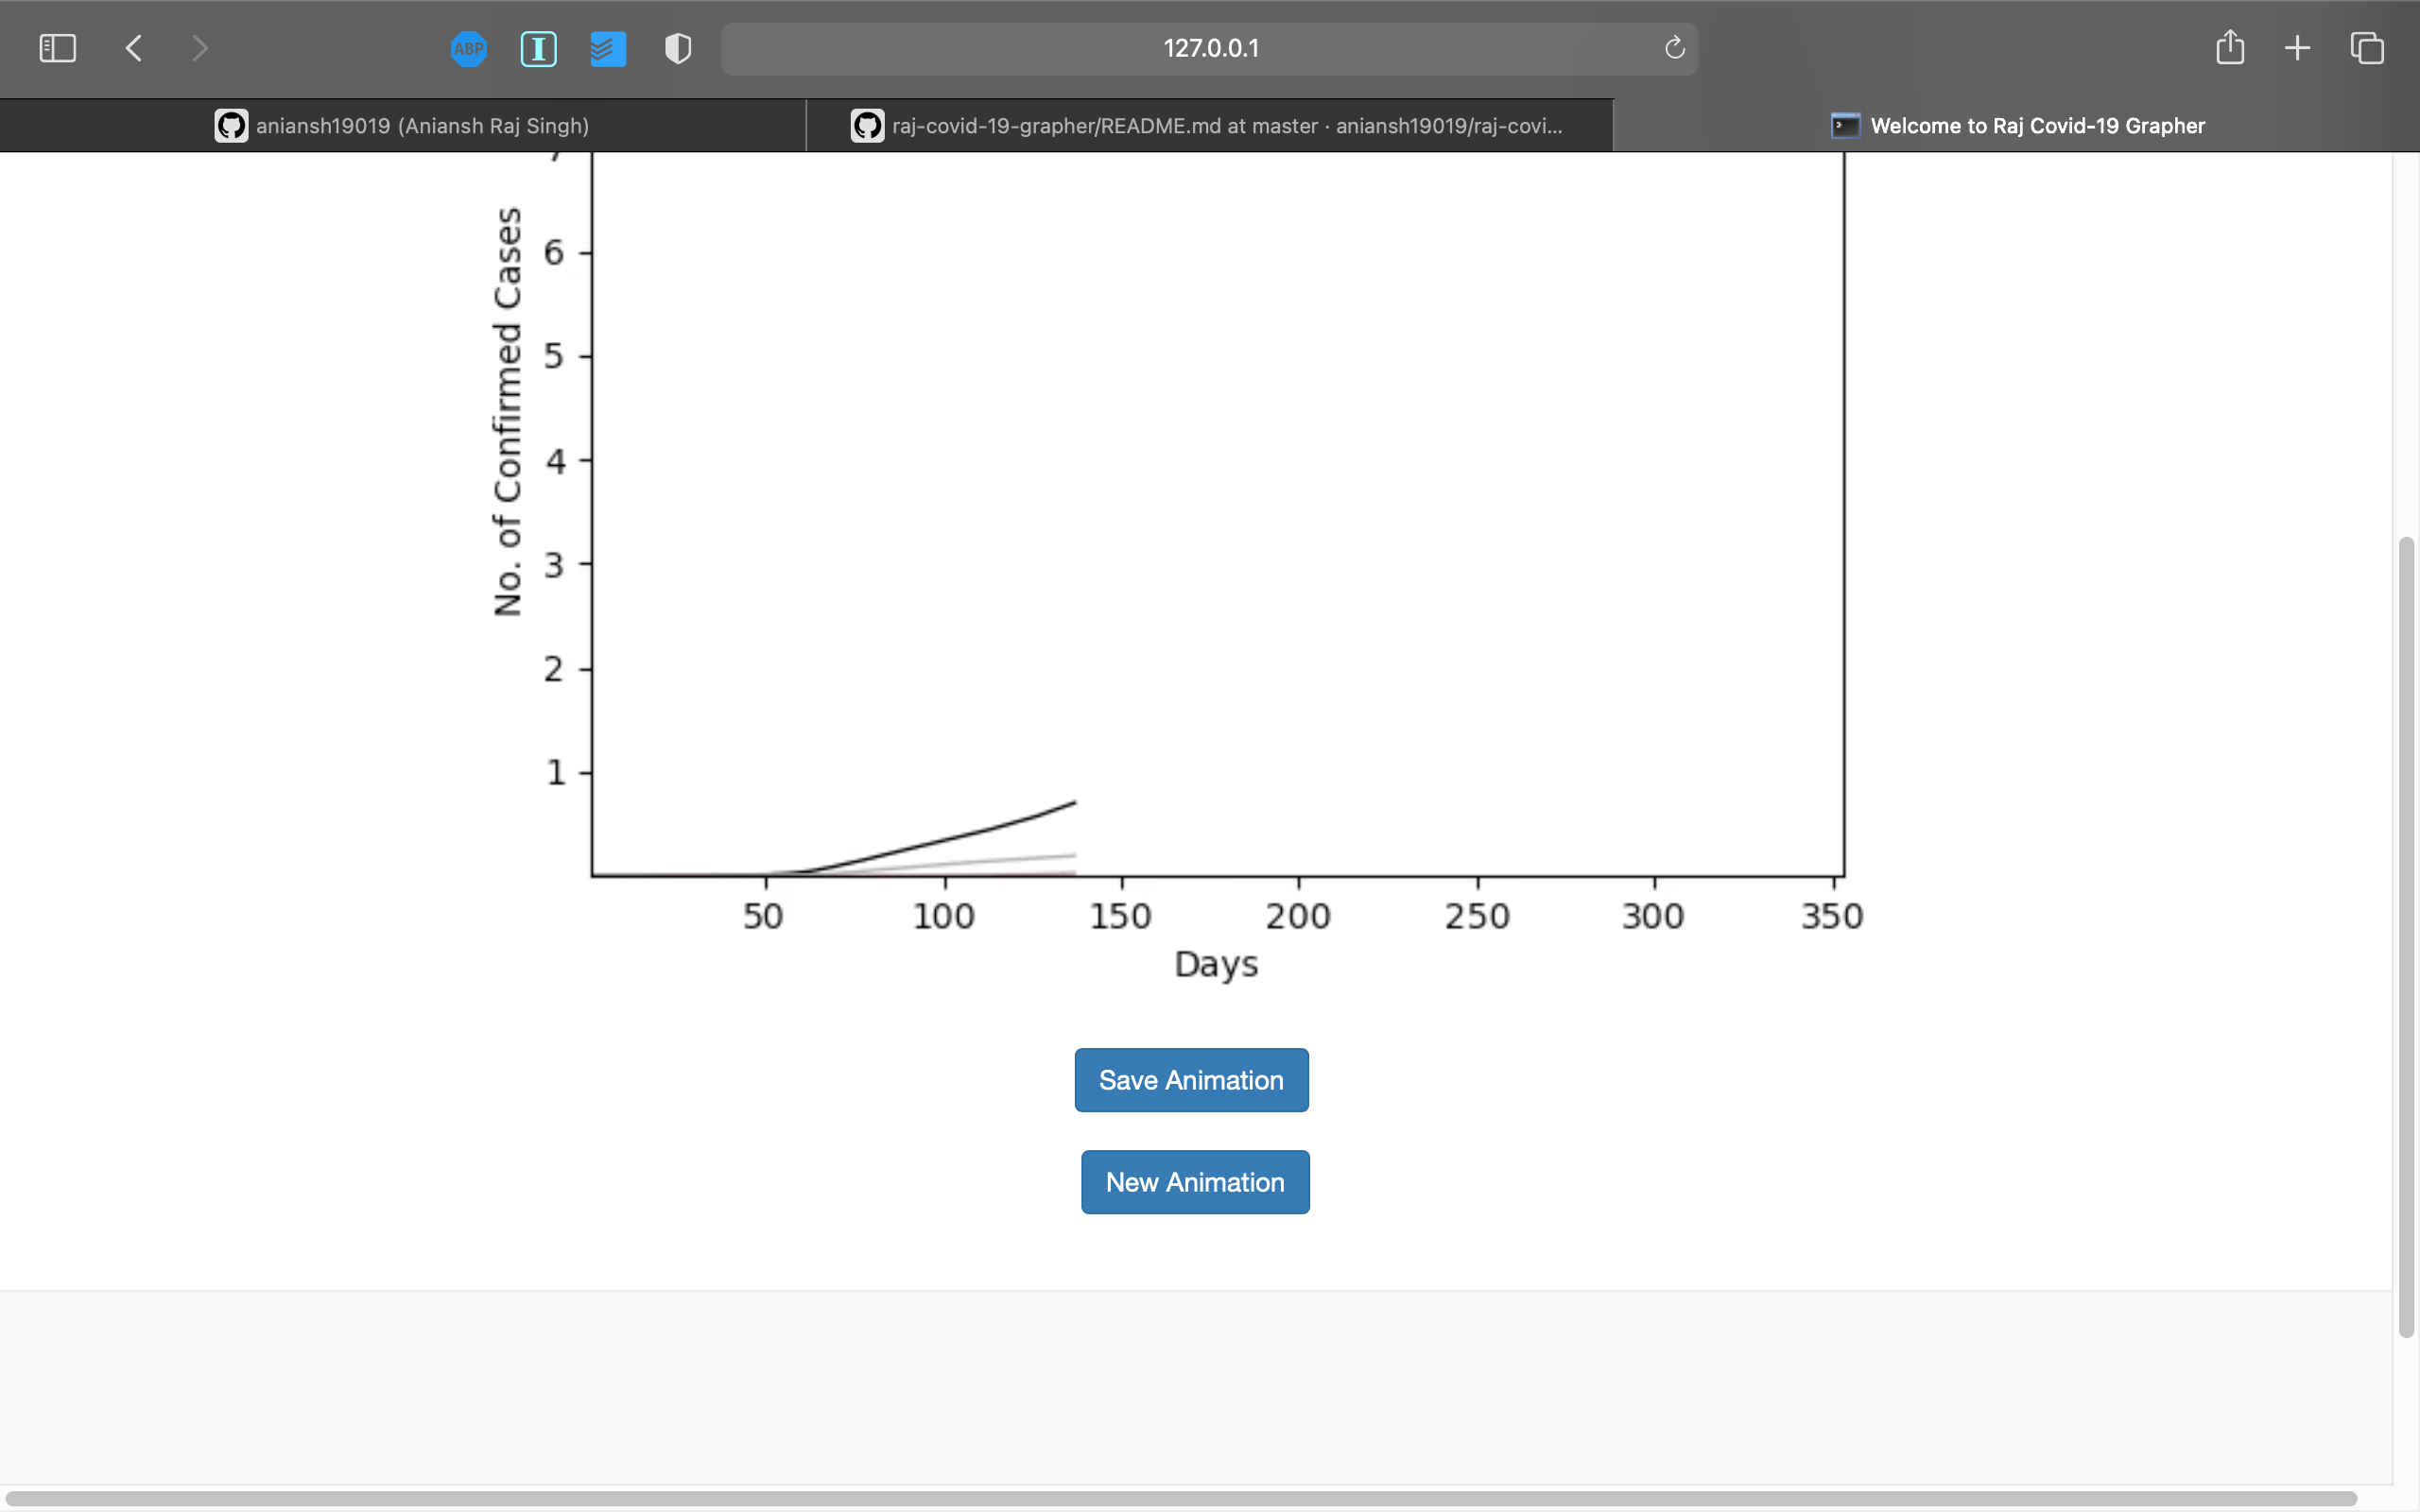 127.0.0.1
ABP
aniansh19019 (Aniansh Raj Singh)
raj-covid-19-grapher/README.md at master · aniansh19019/raj-covi...
Welcome to Raj Covid-19 Grapher
No. of Confirmed Cases
6
5
4
3
2
1
50 100 150 200 250 300 350
Days
Save Animation
New Animation